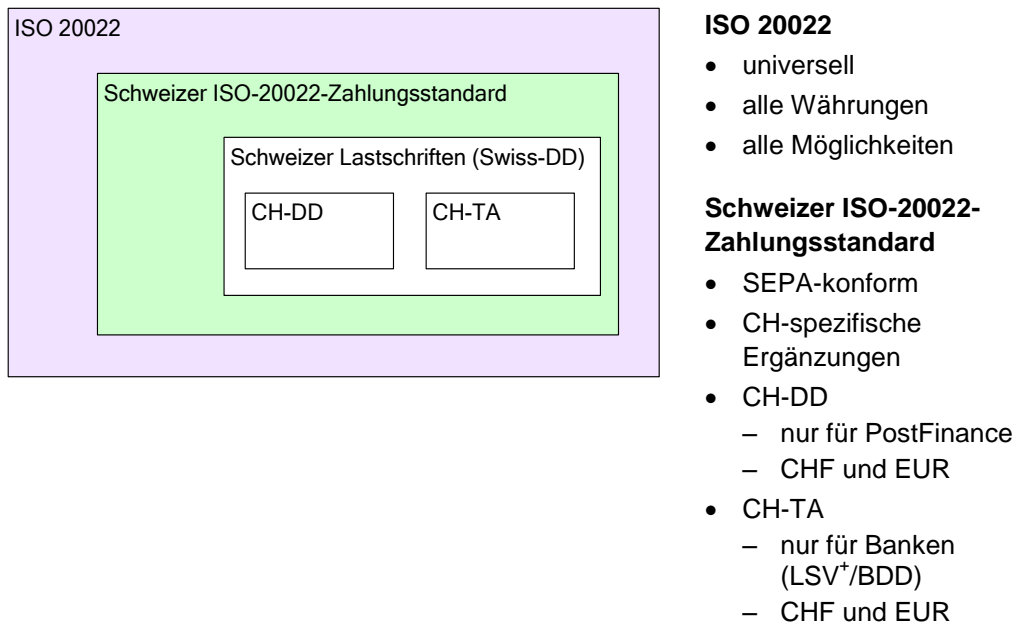 ISO 20022
Schweizer ISO-20022-Zahlungsstandard
Schweizer Lastschriften (Swiss-DD)
CH-DD
CH-TA
ISO 20022
• universell
• alle Währungen
• alle Möglichkeiten
Schweizer ISO-20022-
Zahlungsstandard
• SEPA-konform
• CH-spezifische
Ergänzungen
• CH-DD
– nur für PostFinance
– CHF und EUR
• CH-TA
– nur für Banken
(LSV+/BDD)
– CHF und EUR